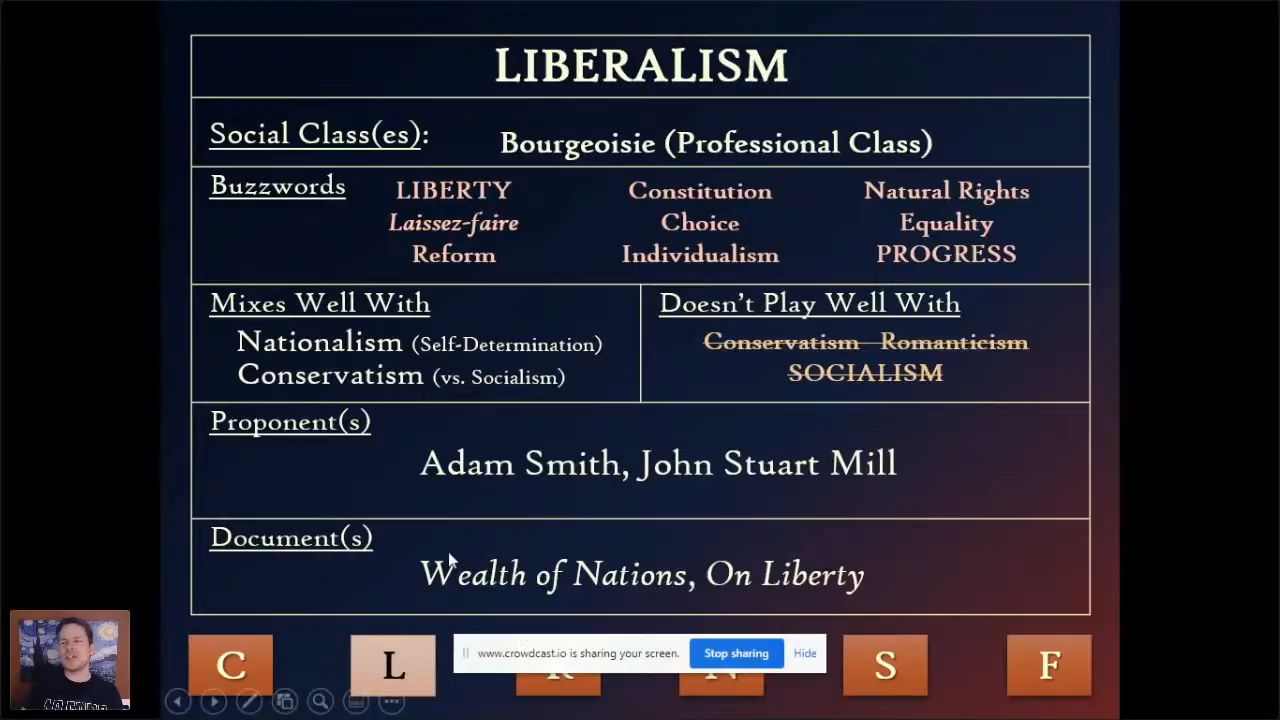 LIBERALISM
Social Class(es):
Bourgeoisie (Professional Class)
Buzzwords
LIBERTY
Laissez-faire
Reform
Constitution
Choice
Individualism
Natural Rights
Equality
PROGRESS
Mixes Well With
Nationalism (Self-Determination)
Conservatism (vs. Socialism)
Doesn't Play Well With
Conservatism Romanticism
SOCIALISM
Proponent(s)
Adam Smith, John Stuart Mill
Document(s)
Wealth of Nations, On Liberty
C L S F
www.crowdcast.io is sharing your screen. Stop sharing Hide